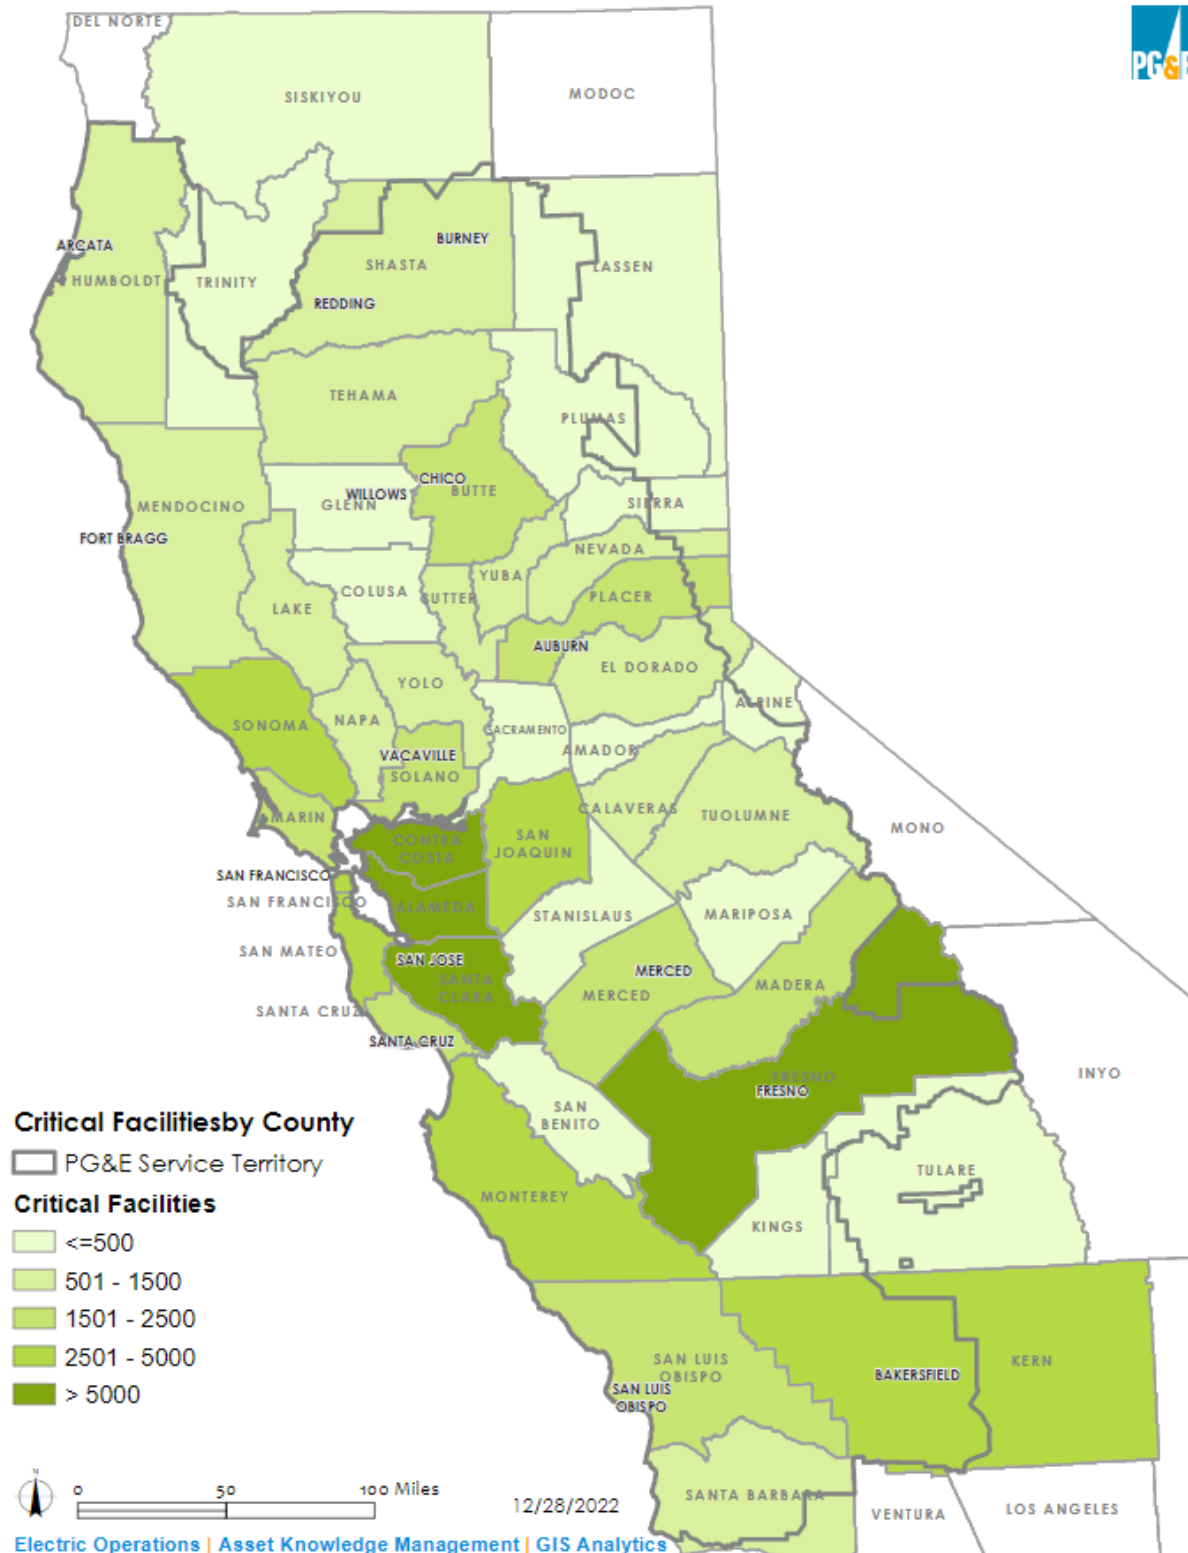 DEL NORTE
PG&E
SISKIYOU
MODOC
ARCATA
HUMBOLDT
TRINITY
BURNEY
SHASTA
REDDING
LASSEN
TEHAMA
PLUMAS
MENDOCINO
FORT BRAGG
GLENN
WILLOWS
CHICO
BUTTE
SIERRA
NEVADA
COLUSA
LAKE
SUTTER
YUBA
PLACER
AUBURN
EL DORADO
YOLO
SONOMA
NAPA
SACRAMENTO
ALPINE
AMADOR
VACAVILLE
SOLANO
MARIN
CALAVERAS
TUOLUMNE
MONO
CONTRA
COSTA
SAN
JOAQUIN
SAN FRANCISCO
SAN FRANCISCO
ALAMEDA
STANISLAUS
MARIPOSA
SAN MATEO
SAN JOSE
SANTA
CLARA
MERCED
MERCED
MADERA
SANTA CRUZ
SANTA CRUZ
FRESNO
FRESNO
INYO
SAN
BENITO
MONTEREY
TULARE
KINGS
Critical Facilitiesby County
PG&E Service Territory
Critical Facilities
<=500
501 - 1500
1501 - 2500
2501 - 5000
> 5000
SAN LUIS
OBISPO
SAN LUIS
OBISPO
BAKERSFIELD
KERN
SANTA BARBARA
VENTURA
LOS ANGELES
N
0 50 100 Miles
12/28/2022
Electric Operations | Asset Knowledge Management | GIS Analytics